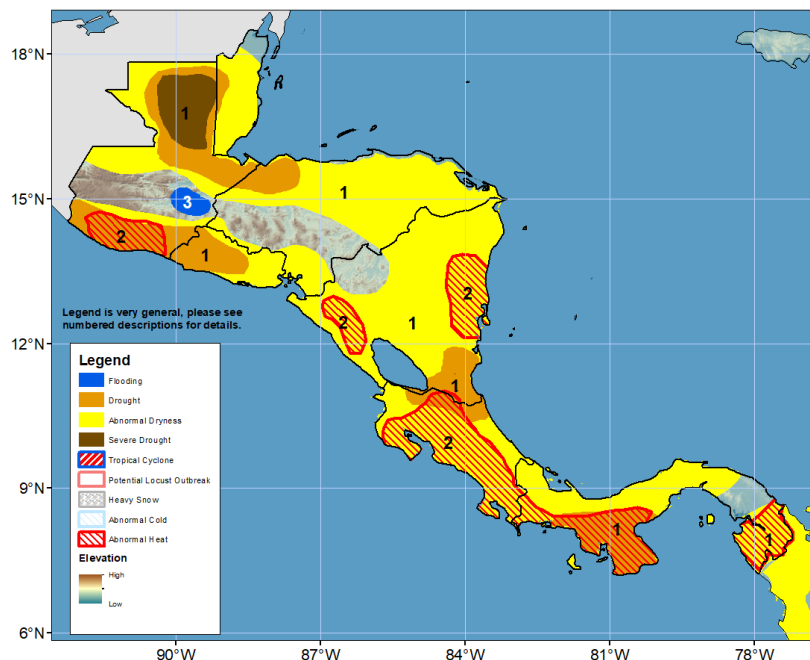 18°N
15°N
12°N
9°N
6°N
90°W
87°W
84°W
81°W
78°W
1
1
3
2
1
2
2
1
1
2
1
1
Legend is very general, please see
numbered descriptions for details.
Legend
Flooding
Drought
Abnormal Dryness
Severe Drought
Tropical Cyclone
Potential Locust Outbreak
Heavy Snow
Abnormal Cold
Abnormal Heat
Elevation
High
Low